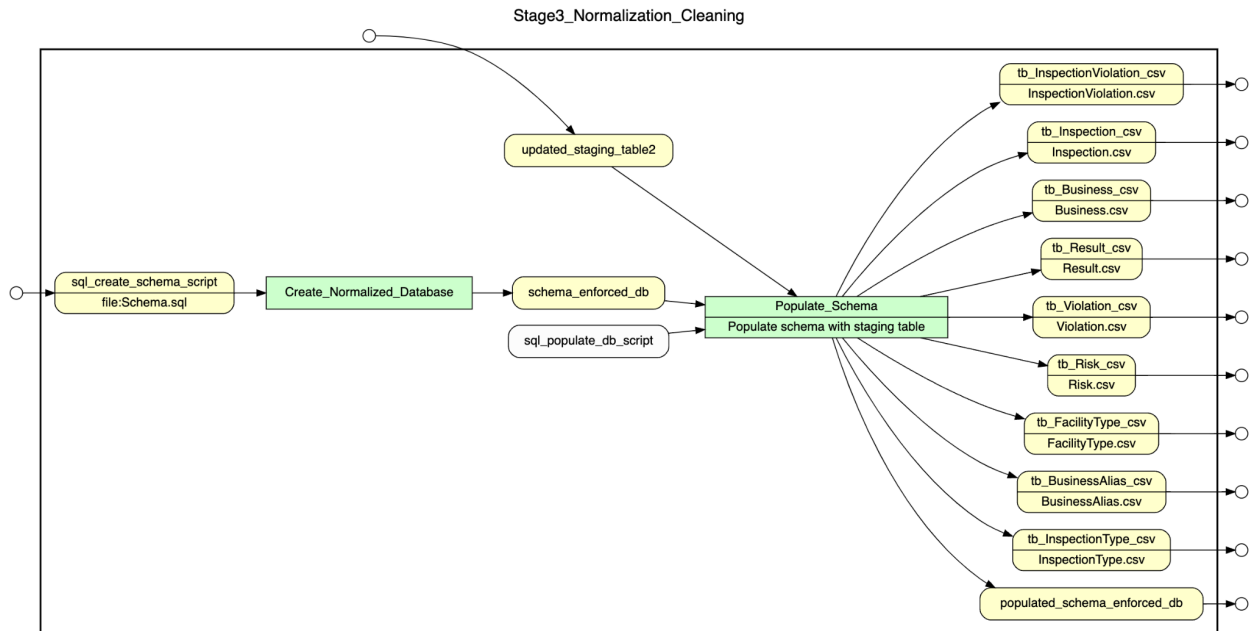 Stage3_Normalization_Cleaning
tb_InspectionViolation_csv
InspectionViolation.csv
tb_Inspection_csv
Inspection.csv
updated_staging_table2
tb_Business_csv
Business.csv
tb_Result_csv
Result.csv
sql_create_schema_script
file:Schema.sql
Create_Normalized_Database
schema_enforced_db
sql_populate_db_script
Populate_Schema
Populate schema with staging table
tb_Violation_csv
Violation.csv
tb_Risk_csv
Risk.csv
tb_FacilityType_csv
FacilityType.csv
tb_BusinessAlias_csv
BusinessAlias.csv
tb_InspectionType_csv
InspectionType.csv
populated_schema_enforced_db